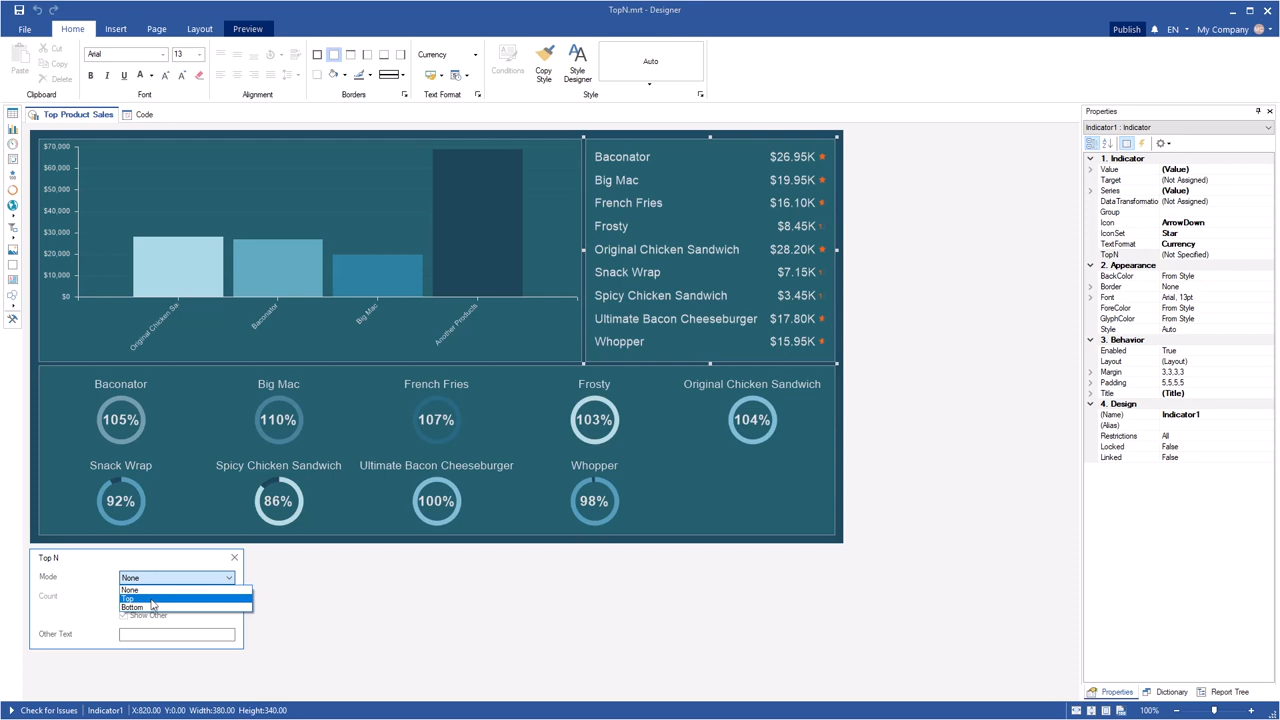 TopN.mrt - Designer
File Home Insert Page Layout Preview
Publish EN My Company
Paste
Cut
Copy
Delete
Clipboard
Arial 13
B I U A A
Font
Alignment
Borders
Currency
Text Format
Conditions
Copy Style
Style Designer
Auto
Style
Top Product Sales Code
$70,000
$60,000
$50,000
$40,000
$30,000
$20,000
$10,000
$0
Original Chicken Sa
Baconator
Big Mac
Another Products
Baconator $26.95K
Big Mac $19.95K
French Fries $16.10K
Frosty $8.45K
Original Chicken Sandwich $28.20K
Snack Wrap $7.15K
Spicy Chicken Sandwich $3.45K
Ultimate Bacon Cheeseburger $17.80K
Whopper $15.95K
Baconator Big Mac French Fries Frosty Original Chicken Sandwich
105% 110% 107% 103% 104%
Snack Wrap Spicy Chicken Sandwich Ultimate Bacon Cheeseburger Whopper
92% 86% 100% 98%
Top N
Mode None
None
Count Top
Bottom
Show Other
Other Text
Properties
Indicator1 : Indicator
1. Indicator
Value (Value)
Target (Not Assigned)
Series (Value)
DataTransformatio (Not Assigned)
Group
Icon ArrowDown
IconSet Star
TextFormat Currency
TopN (Not Specified)
2. Appearance
BackColor From Style
Border None
Font Arial, 13pt
ForeColor From Style
GlyphColor From Style
Style Auto
3. Behavior
Enabled True
Layout (Layout)
Margin 3,3,3,3
Padding 5,5,5,5
Title (Title)
4. Design
(Name) Indicator1
(Alias)
Restrictions All
Locked False
Linked False
Properties Dictionary Report Tree
Check for Issues Indicator1 X:820.00 Y:0.00 Width:380.00 Height:340.00 100%